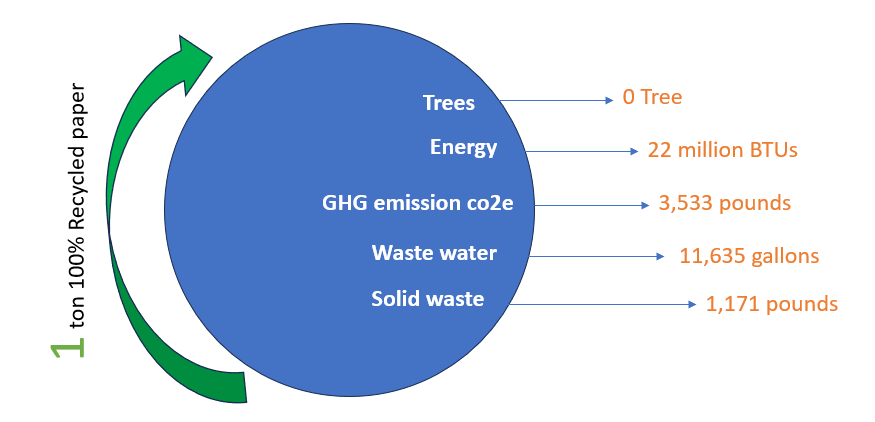 1 ton 100% Recycled paper
Trees
0 Tree
Energy
22 million BTUs
GHG emission co2e
3,533 pounds
Waste water
11,635 gallons
Solid waste
1,171 pounds